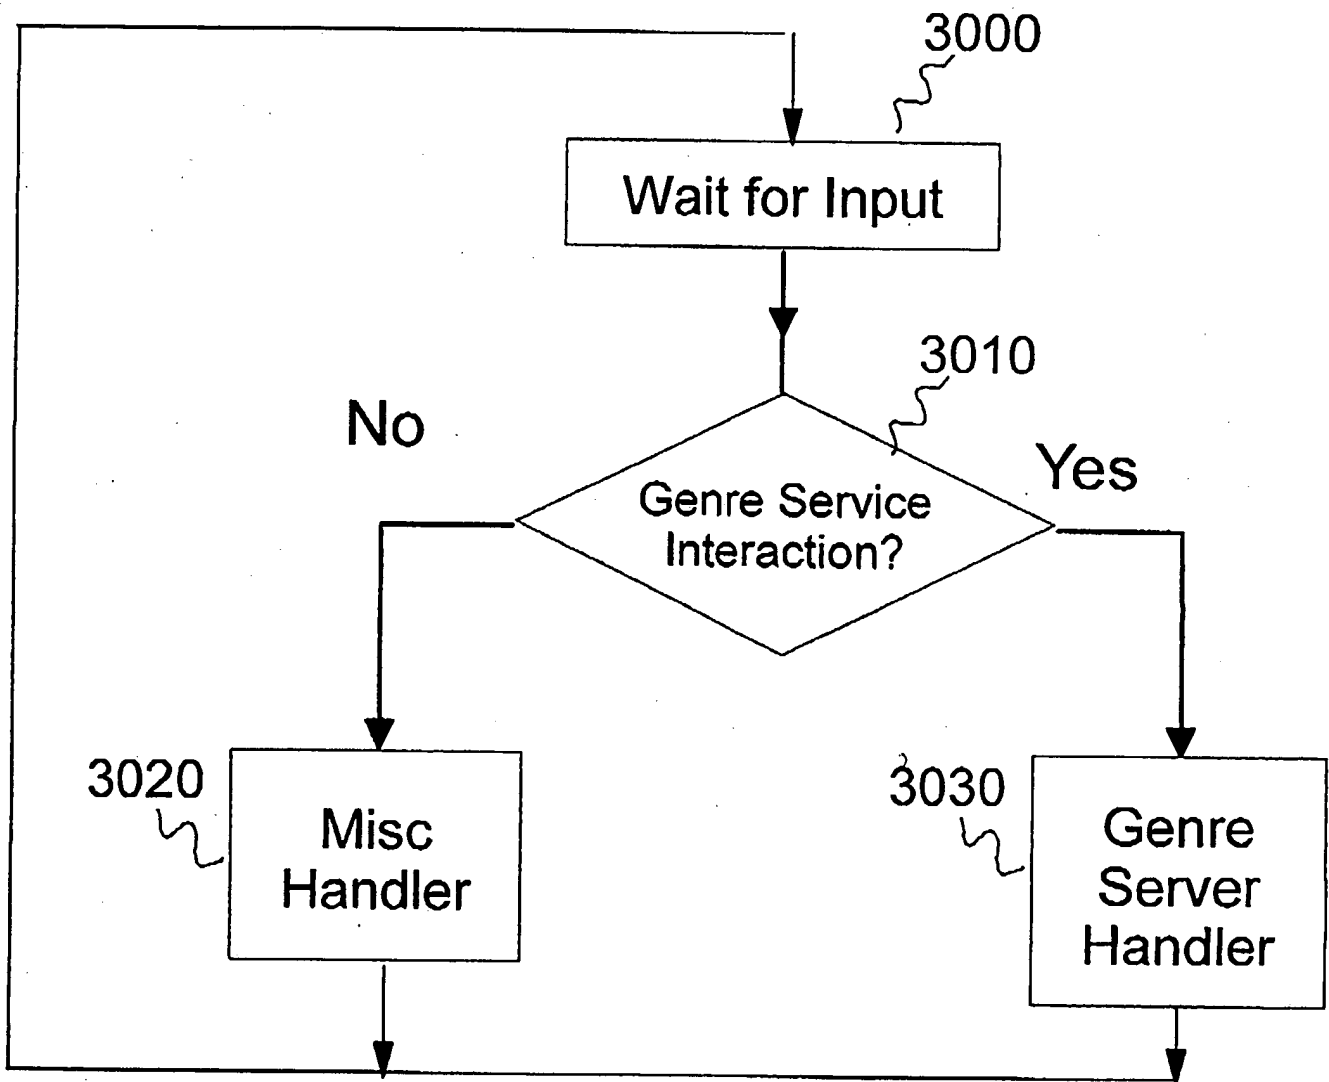 3000
Wait for Input
3010
No
Yes
Genre Service
Interaction?
3020
Misc
Handler
3030
Genre
Server
Handler